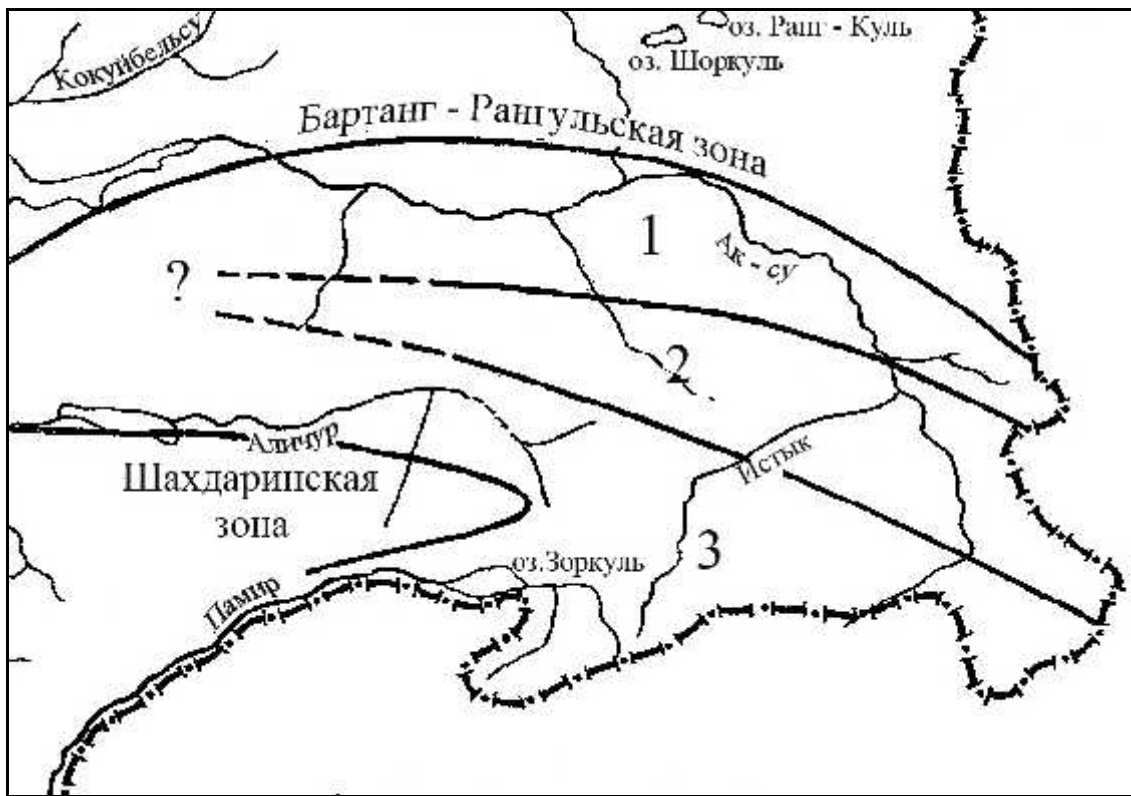 оз. Ранг - Куль
оз. Шоркуль
Кокуйбельсу
Бартанг - Рангульская зона
1
Ак - су
?
2
Аличур
Истык
Шахдаринская
зона
3
оз.Зоркуль
Памир